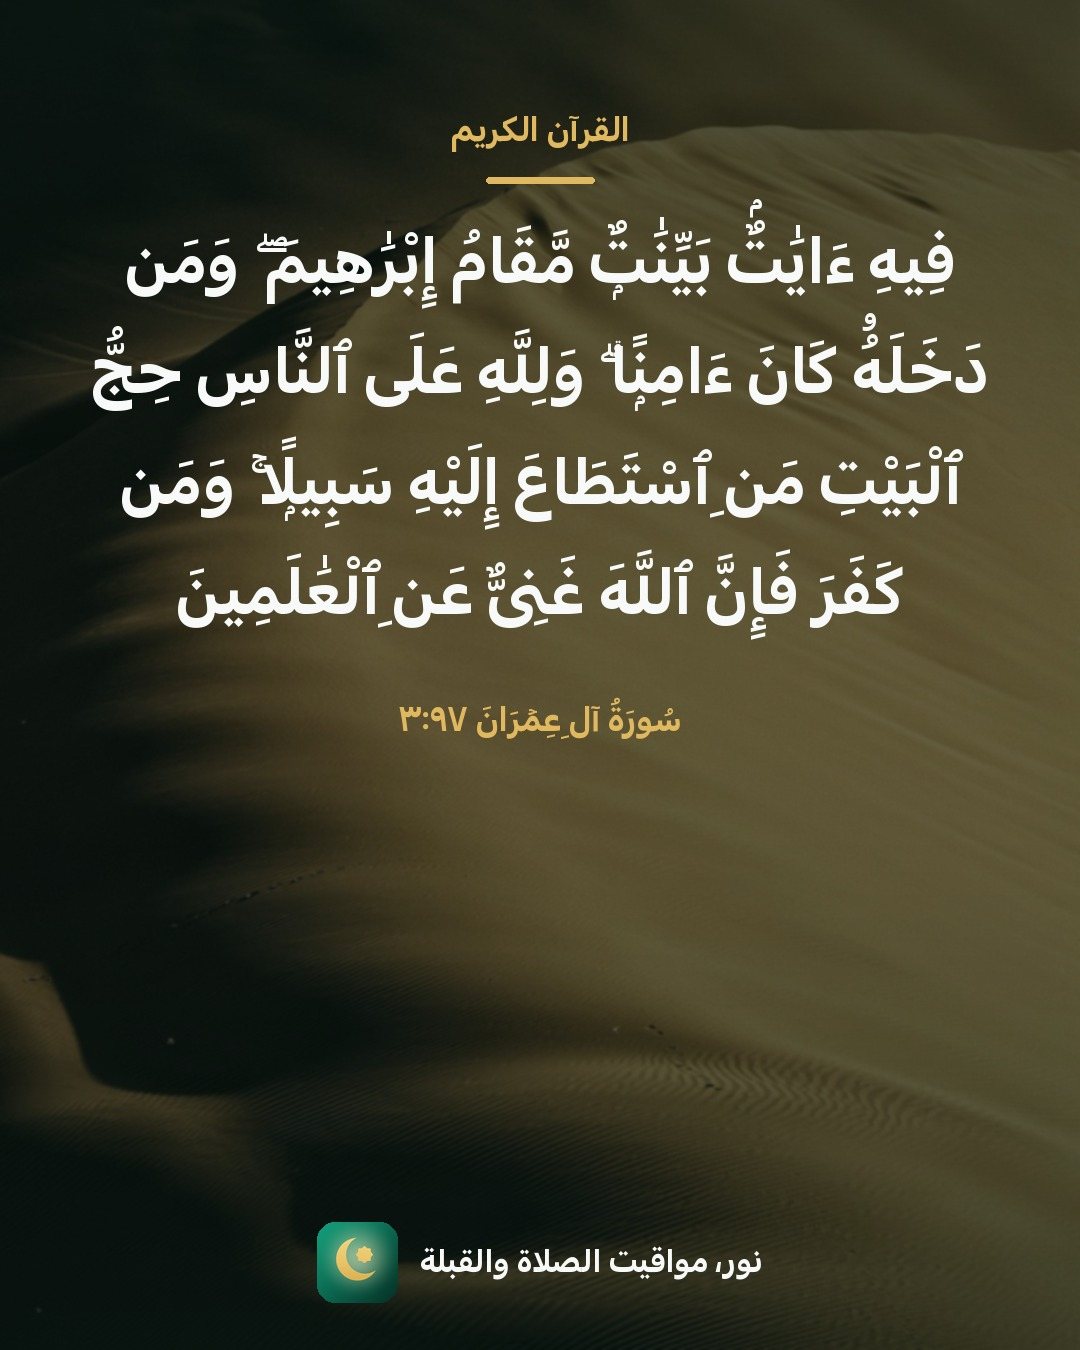 القرآن الكريم
فِيهِ ءَايَٰتٌۢ بَيِّنَٰتٌۭ مَّقَامُ إِبْرَٰهِيمَ ۖ وَمَن
دَخَلَهُۥ كَانَ ءَامِنًۭا ۗ وَلِلَّهِ عَلَى ٱلنَّاسِ حِجُّ
ٱلْبَيْتِ مَنِ ٱسْتَطَاعَ إِلَيْهِ سَبِيلًۭا ۚ وَمَن
كَفَرَ فَإِنَّ ٱللَّهَ غَنِىٌّ عَنِ ٱلْعَٰلَمِينَ
سُورَةُ آلِ عِمۡرَانَ ٣:٩٧
نور، مواقيت الصلاة والقبلة